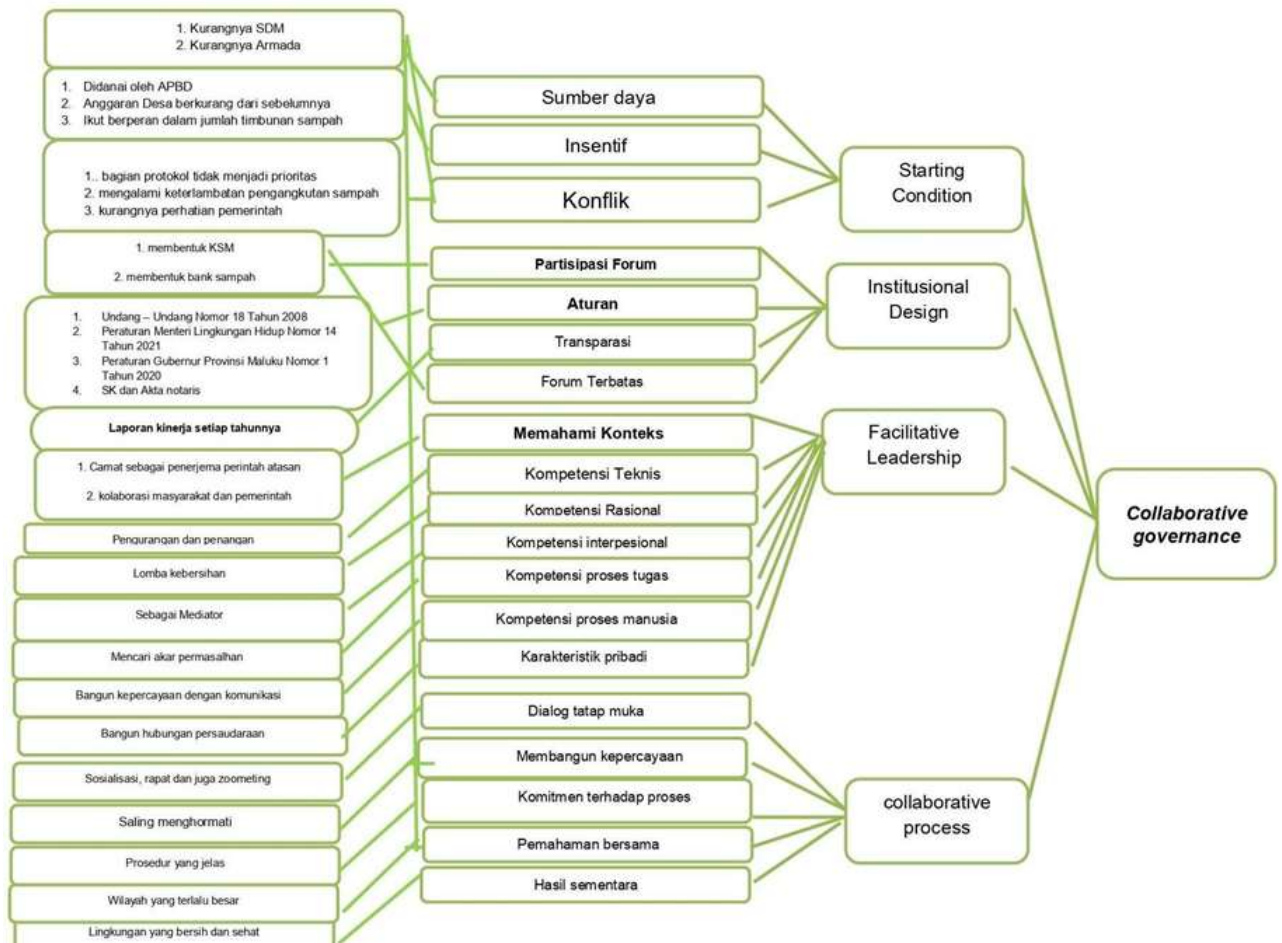 1. Kurangnya SDM
2. Kurangnya Armada
1. Didanai oleh APBD
2. Anggaran Desa berkurang dari sebelumnya
3. Ikut berperan dalam jumlah timbunan sampah
1.. bagian protokol tidak menjadi prioritas
2. mengalami keterlambatan pengangkutan sampah
3. kurangnya perhatian pemerintah
1. membentuk KSM
2. membentuk bank sampah
1. Undang – Undang Nomor 18 Tahun 2008
2. Peraturan Menteri Lingkungan Hidup Nomor 14
Tahun 2021
3. Peraturan Gubernur Provinsi Maluku Nomor 1
Tahun 2020
4. SK dan Akta notaris
Laporan kinerja setiap tahunnya
1. Camat sebagai penerjema perintah atasan
2. kolaborasi masyarakat dan pemerintah
Pengurangan dan penangan
Lomba kebersihan
Sebagai Mediator
Mencari akar permasalhan
Bangun kepercayaan dengan komunikasi
Bangun hubungan persaudaraan
Sosialisasi, rapat dan juga zoometing
Saling menghormati
Prosedur yang jelas
Wilayah yang terlalu besar
Lingkungan yang bersih dan sehat
Sumber daya
Insentif
Konflik
Partisipasi Forum
Aturan
Transparasi
Forum Terbatas
Memahami Konteks
Kompetensi Teknis
Kompetensi Rasional
Kompetensi interpesional
Kompetensi proses tugas
Kompetensi proses manusia
Karakteristik pribadi
Dialog tatap muka
Membangun kepercayaan
Komitmen terhadap proses
Pemahaman bersama
Hasil sementara
Starting
Condition
Institusional
Design
Facilitative
Leadership
collaborative
process
Collaborative
governance